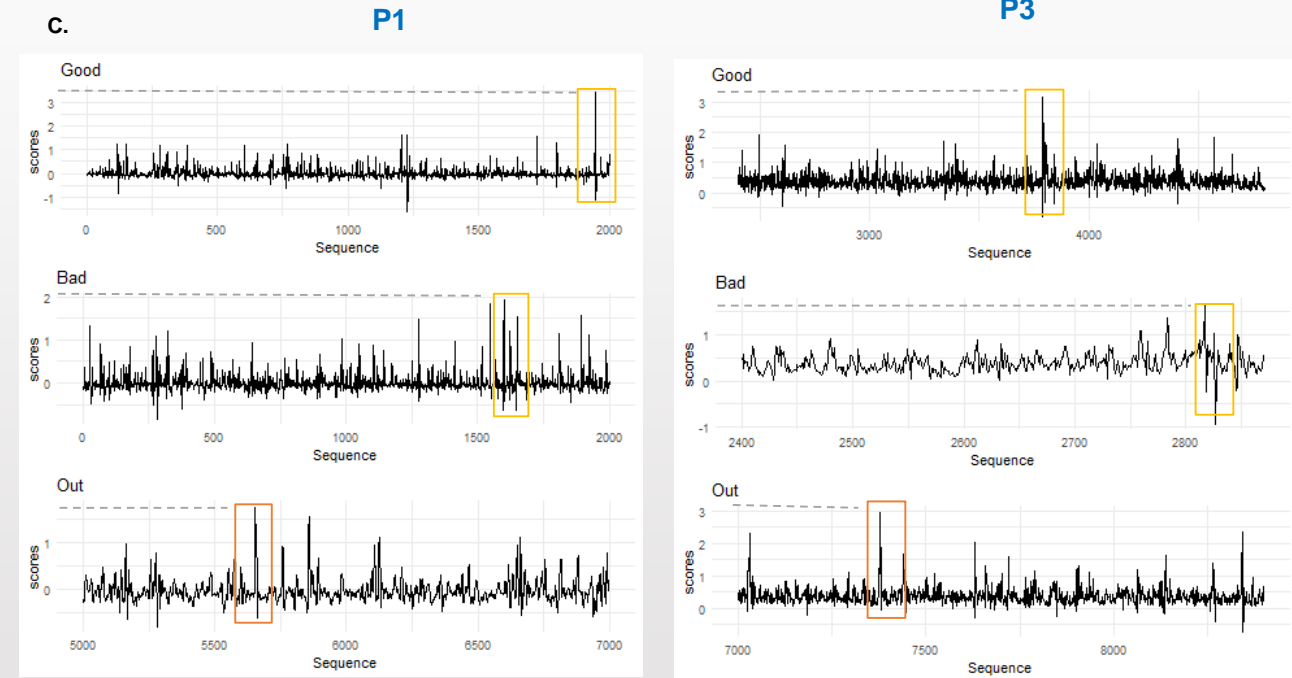 C.
P1
P3
Good
3
2
1
0
-1
scores
0 500 1000 1500 2000
Sequence
Bad
2
1
0
scores
0 500 1000 1500 2000
Sequence
Out
1
0
scores
5000 5500 6000 6500 7000
Sequence
Good
3
2
1
0
scores
3000 4000
Sequence
Bad
1
0
-1
scores
2400 2500 2600 2700 2800
Sequence
Out
3
2
1
0
scores
7000 7500 8000
Sequence